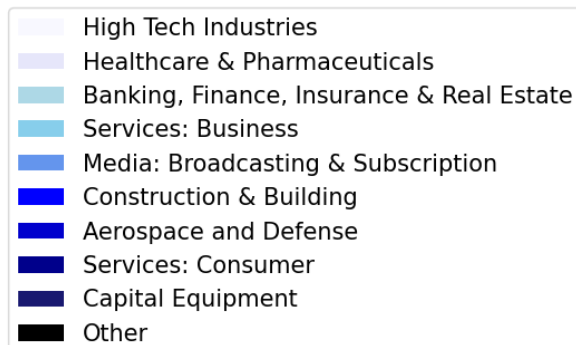 High Tech Industries
Healthcare & Pharmaceuticals
Banking, Finance, Insurance & Real Estate
Services: Business
Media: Broadcasting & Subscription
Construction & Building
Aerospace and Defense
Services: Consumer
Capital Equipment
Other